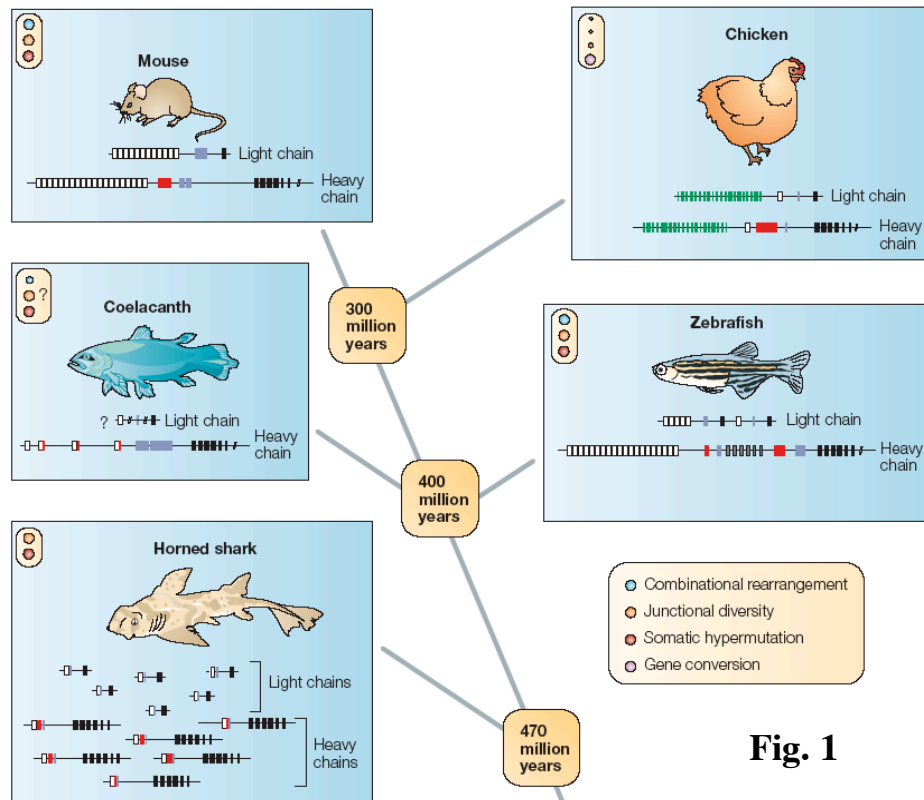 Mouse
Light chain
Heavy
chain
Chicken
Light chain
Heavy
chain
300
million
years
Coelacanth
?
? Light chain
Heavy
chain
Zebrafish
Light chain
Heavy
chain
400
million
years
Horned shark
Light chains
Heavy
chains
Combinational rearrangement
Junctional diversity
Somatic hypermutation
Gene conversion
470
million
years
Fig. 1